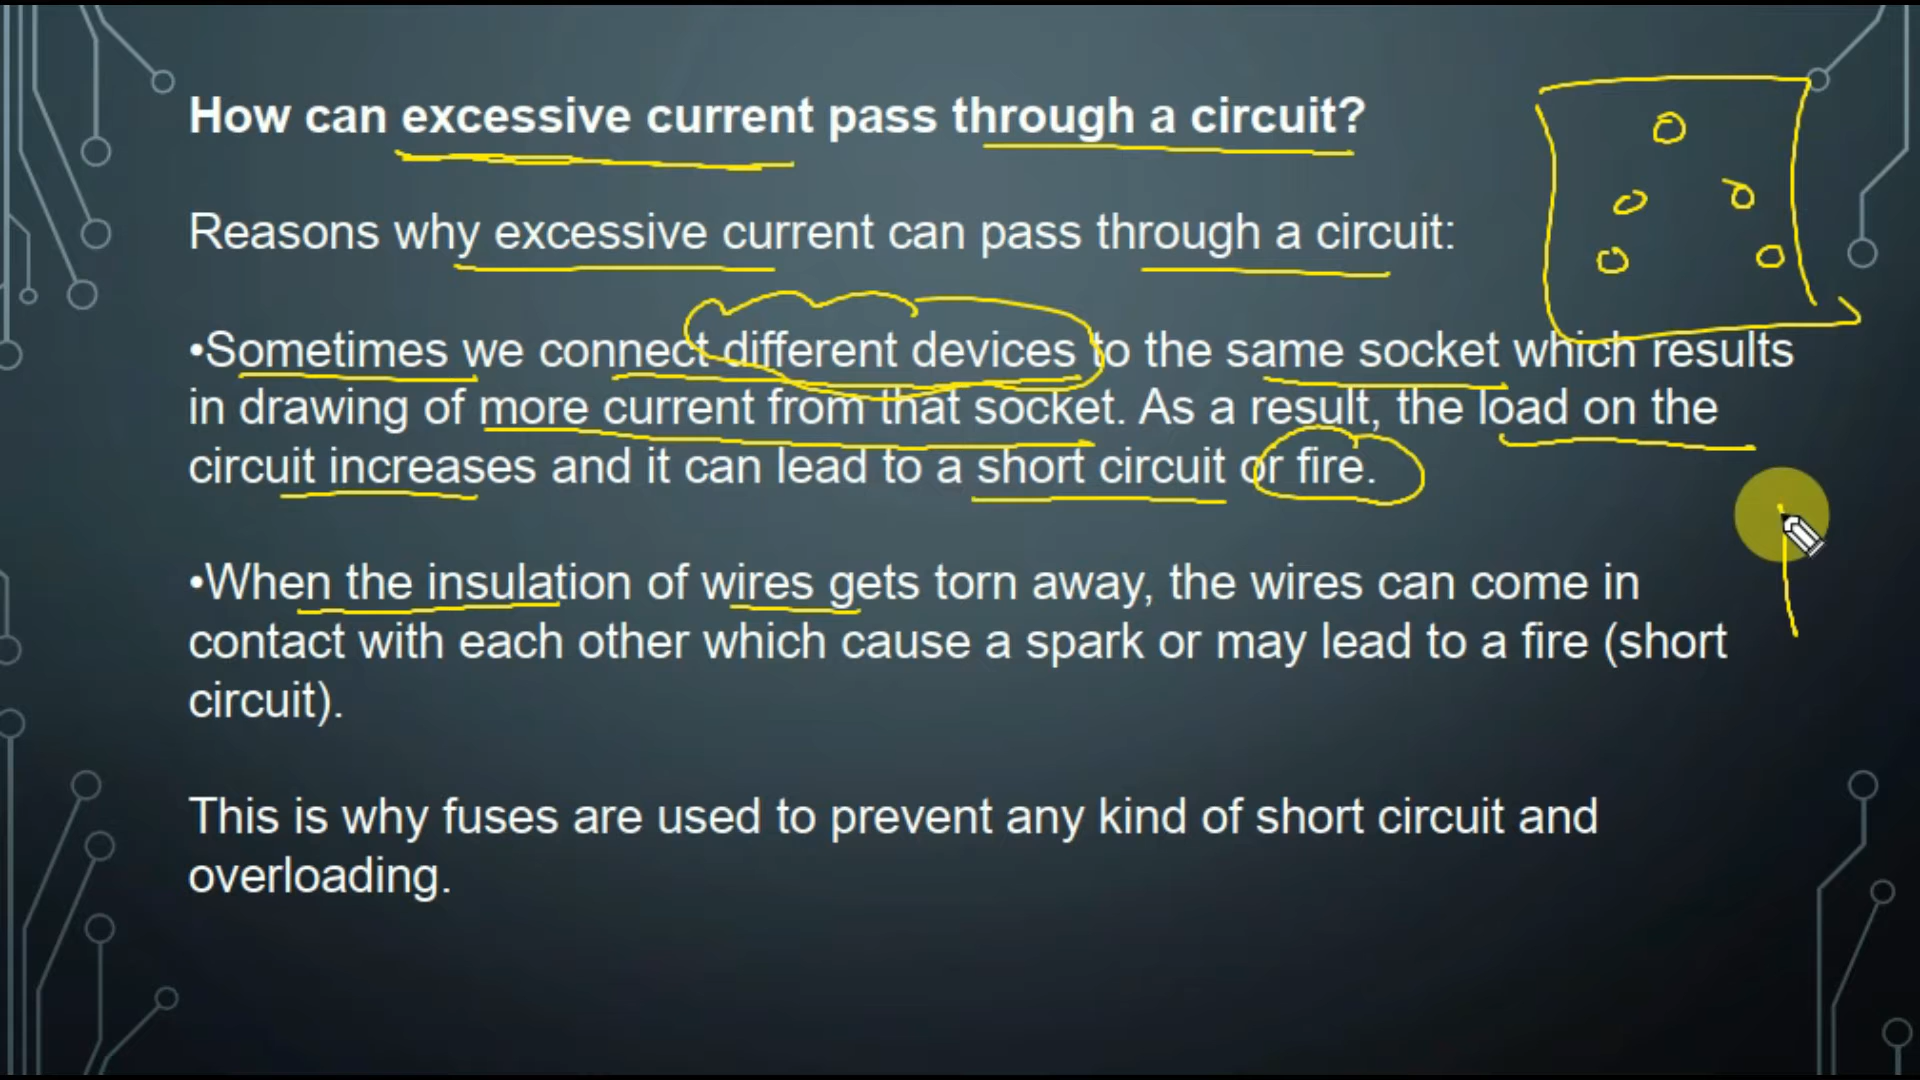 How can excessive current pass through a circuit?
Reasons why excessive current can pass through a circuit:
•Sometimes we connect different devices to the same socket which results
in drawing of more current from that socket. As a result, the load on the
circuit increases and it can lead to a short circuit or fire.
•When the insulation of wires gets torn away, the wires can come in
contact with each other which cause a spark or may lead to a fire (short
circuit).
This is why fuses are used to prevent any kind of short circuit and
overloading.